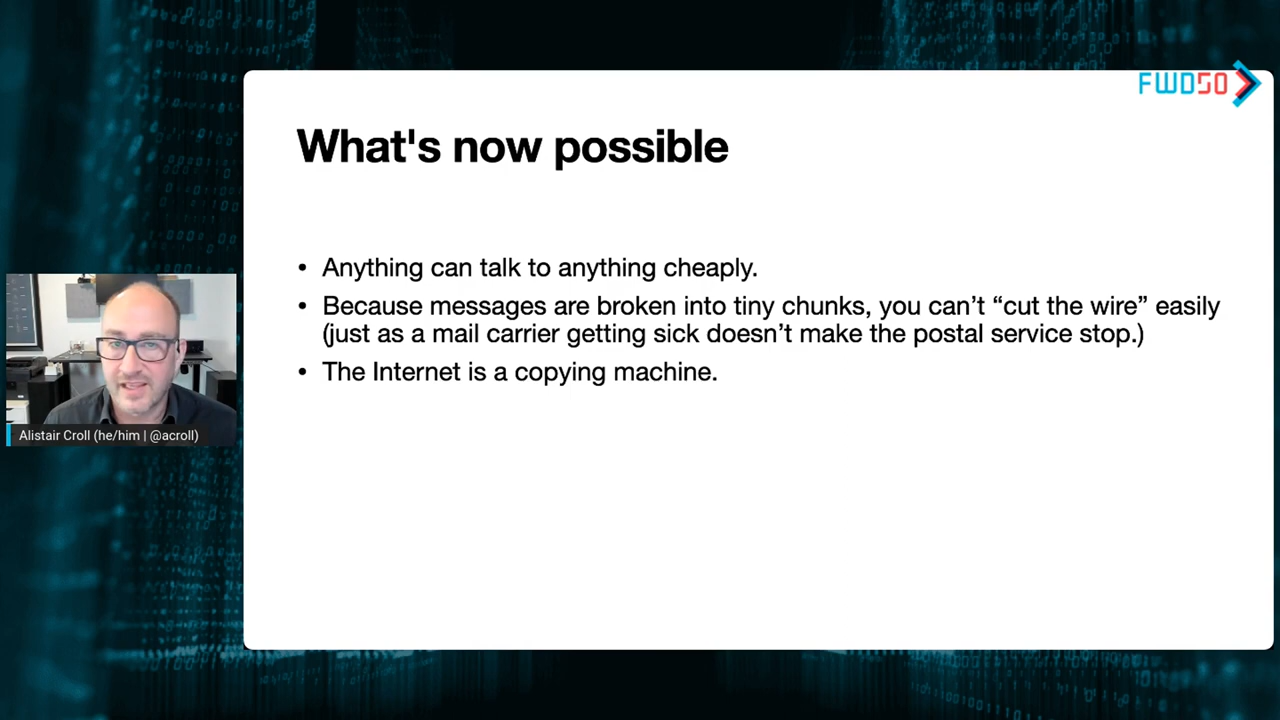 FWD50
What's now possible
• Anything can talk to anything cheaply.
• Because messages are broken into tiny chunks, you can’t “cut the wire” easily
(just as a mail carrier getting sick doesn’t make the postal service stop.)
• The Internet is a copying machine.
Alistair Croll (he/him | @acroll)